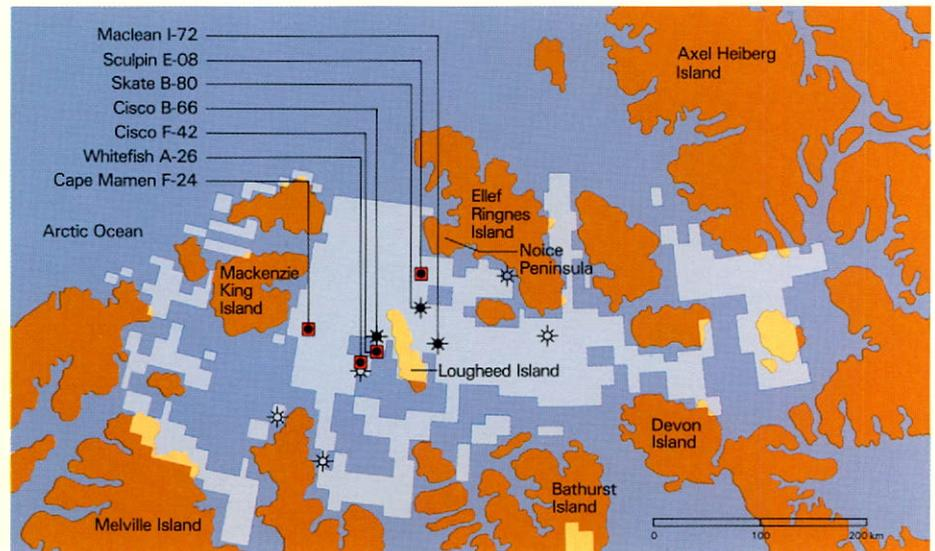 Maclean I-72
Sculpin E-08
Skate B-80
Cisco B-66
Cisco F-42
Whitefish A-26
Cape Mamen F-24
Axel Heiberg
Island
Arctic Ocean
Ellef
Ringnes
Island
Noice
Peninsula
Mackenzie
King
Island
Lougheed Island
Devon
Island
Bathurst
Island
Melville Island
0 100 200 km